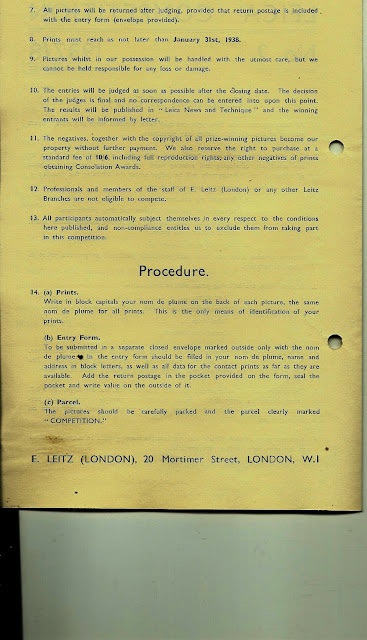 7. All pictures will be returned after judging, provided that return postage is included
with the entry form (envelope provided).
8. Prints must reach us not later than January 31st, 1938.
9. Pictures whilst in our possession will be handled with the utmost care, but we
cannot be held responsible for any loss or damage.
10. The entries will be judged as soon as possible after the closing date. The decision
of the judges is final and no correspondence can be entered into upon this point.
The results will be published in "Leitz News and Technique" and the winning
entrants will be informed by letter.
11. The negatives, together with the copyright of all prize-winning pictures become our
property without further payment. We also reserve the right to purchase at a
standard fee of 10/6, including full reproduction rights, any other negatives of prints
obtaining Consolation Awards.
12. Professionals and members of the staff of E. Leitz (London) or any other Leitz
Branches are not eligible to compete.
13. All participants automatically subject themselves in every respect to the conditions
here published, and non-compliance entitles us to exclude them from taking part
in this competition.
Procedure.
14. (a) Prints.
Write in block capitals your nom de plume on the back of each picture, the same
nom de plume for all prints. This is the only means of identification of your
prints.
(b) Entry Form.
To be submitted in a separate closed envelope marked outside only with the nom
de plume. In the entry form should be filled in your nom de plume, name and
address in block letters, as well as all data for the contact prints as far as they are
available. Add the return postage in the pocket provided on the form, seal the
pocket and write value on the outside of it.
(c) Parcel.
The pictures should be carefully packed and the parcel clearly marked
"COMPETITION."
E. LEITZ (LONDON), 20 Mortimer Street, LONDON, W.1